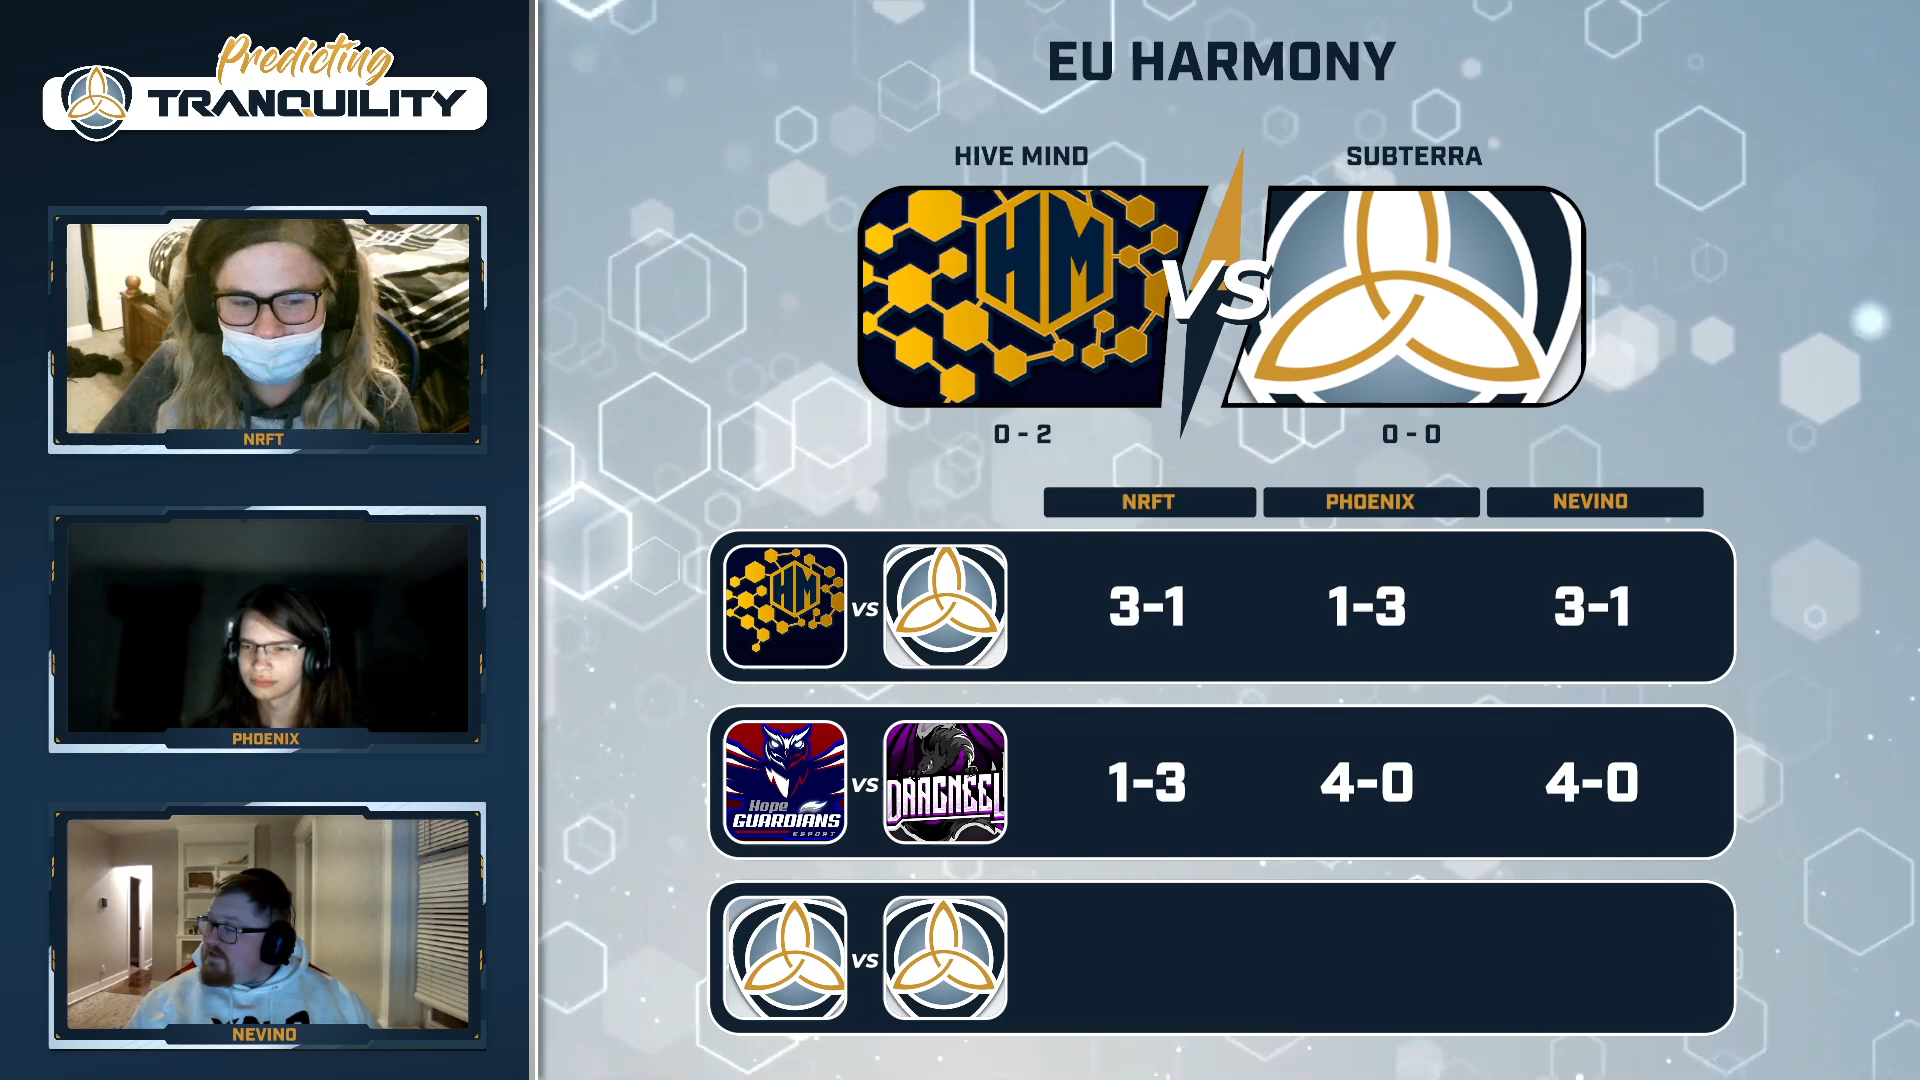 Predicting
TRANQUILITY
NRFT
PHOENIX
NEVINO
EU HARMONY
HIVE MIND
SUBTERRA
HM
VS
0 - 2
0 - 0
NRFT
PHOENIX
NEVINO
HM
VS
3-1
1-3
3-1
Hope
GUARDIANS
ESPORT
VS
DRAGNEEL
1-3
4-0
4-0
VS